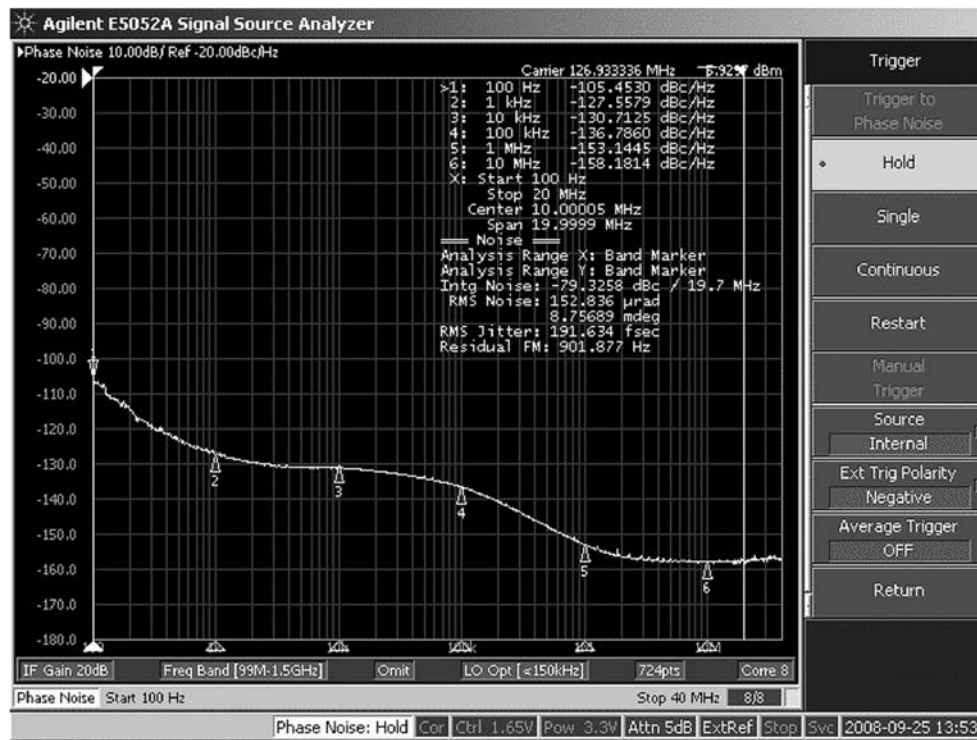 Agilent E5052A Signal Source Analyzer
Phase Noise 10.00dB/ Ref -20.00dBc/Hz
Carrier 126.933336 MHz dBm
>1: 100 Hz -105.4530 dBc/Hz
2: 1 kHz -127.5579 dBc/Hz
3: 10 kHz -130.7125 dBc/Hz
4: 100 kHz -136.7860 dBc/Hz
5: 1 MHz -153.1445 dBc/Hz
6: 10 MHz -158.1814 dBc/Hz
X: Start 100 Hz
Stop 20 MHz
Center 10.00005 MHz
Span 19.9999 MHz
=== Noise ===
Analysis Range X: Band Marker
Analysis Range Y: Band Marker
Intg Noise: -79.3258 dBc / 19.7 MHz
RMS Noise: 152.836 µrad
8.75689 mdeg
RMS Jitter: 191.634 fsec
Residual FM: 901.877 Hz
-20.00
-30.00
-40.00
-50.00
-60.00
-70.00
-80.00
-90.00
-100.0
-110.0
-120.0
-130.0
-140.0
-150.0
-160.0
-170.0
-180.0
2
3
4
5
6
IF Gain 20dB
Freq Band [99M-1.5GHz]
Omit
LO Opt [<150kHz]
724pts
Corre 8
Phase Noise Start 100 Hz
Stop 40 MHz 8/8
Phase Noise: Hold Cor Ctrl 1.65V Pow 3.3V Attn 5dB ExtRef Stop Svc 2008-09-25 13:53
Trigger
Trigger to
Phase Noise
Hold
Single
Continuous
Restart
Manual
Trigger
Source
Internal
Ext Trig Polarity
Negative
Average Trigger
OFF
Return